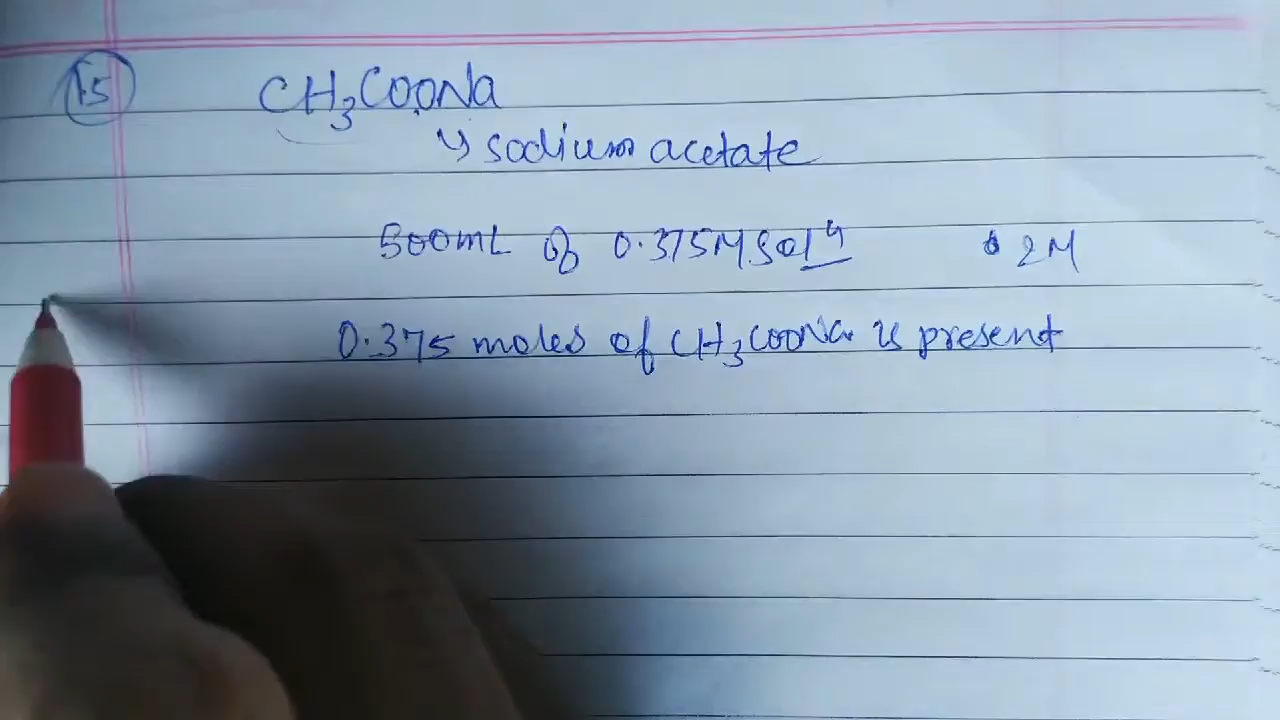 15 CH3COONa
↳ sodium acetate
500mL of 0.375M Solⁿ 2M
0.375 moles of CH3COONa is present